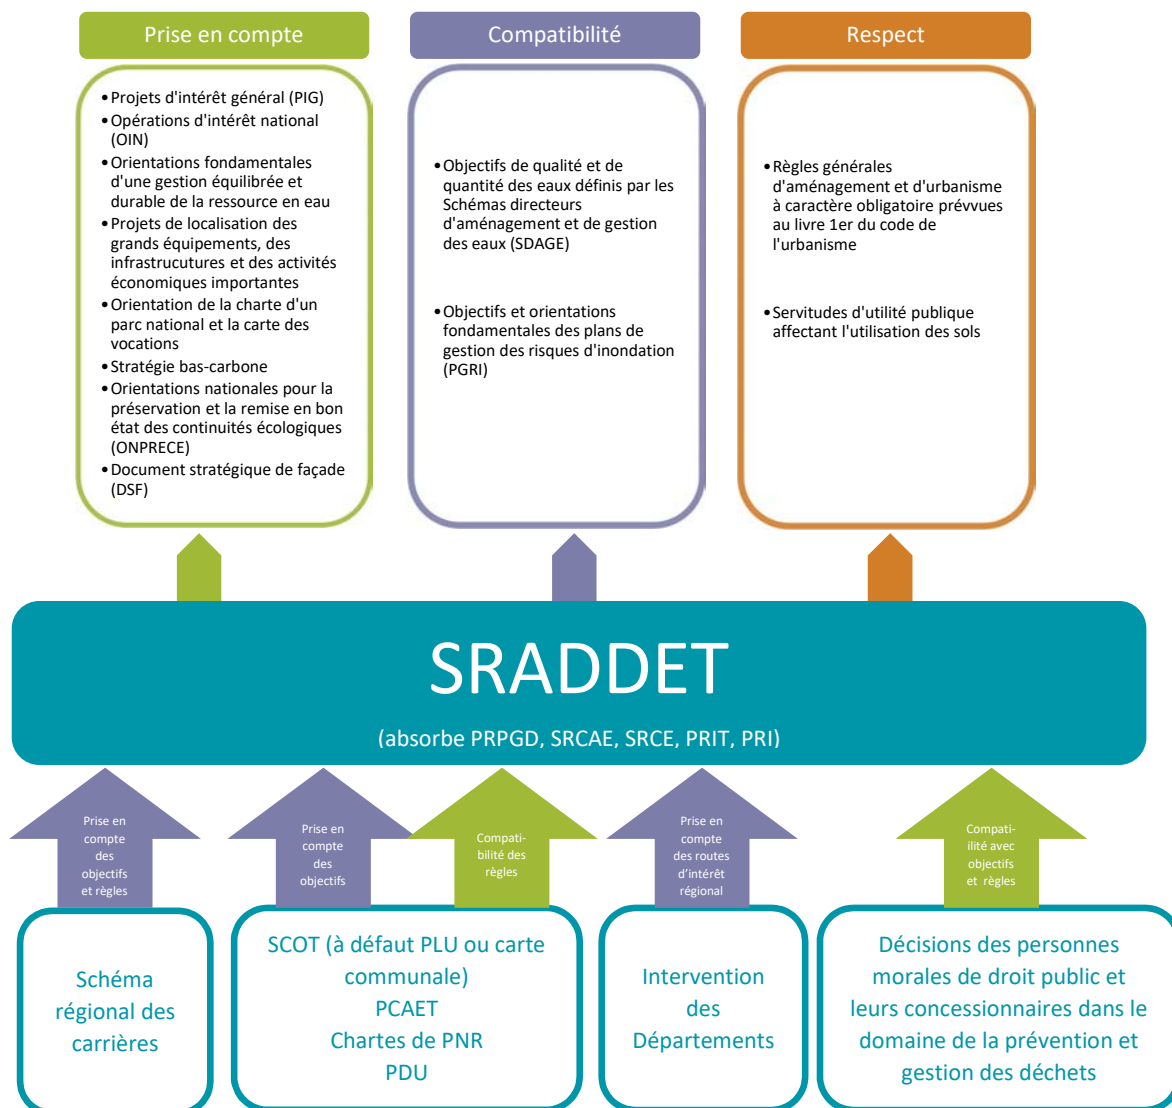 Prise en compte
• Projets d'intérêt général (PIG)
• Opérations d'intérêt national
(OIN)
• Orientations fondamentales
d'une gestion équilibrée et
durable de la ressource en eau
• Projets de localisation des
grands équipements, des
infrastrucutures et des activités
économiques importantes
• Orientation de la charte d'un
parc national et la carte des
vocations
• Stratégie bas-carbone
• Orientations nationales pour la
préservation et la remise en bon
état des continuités écologiques
(ONPRECE)
• Document stratégique de façade
(DSF)
Compatibilité
• Objectifs de qualité et de
quantité des eaux définis par les
Schémas directeurs
d'aménagement et de gestion
des eaux (SDAGE)
• Objectifs et orientations
fondamentales des plans de
gestion des risques d'inondation
(PGRI)
Respect
• Règles générales
d'aménagement et d'urbanisme
à caractère obligatoire prévvues
au livre 1er du code de
l'urbanisme
• Servitudes d'utilité publique
affectant l'utilisation des sols
SRADDET
(absorbe PRPGD, SRCAE, SRCE, PRIT, PRI)
Prise en
compte
des
objectifs
et règles
Prise en
compte
des
objectifs
Compati-
bilité des
règles
Prise en
compte
des routes
d'intérêt
régional
Compati-
ilité avec
objectifs
et règles
Schéma
régional des
carrières
SCOT (à défaut PLU ou carte
communale)
PCAET
Chartes de PNR
PDU
Intervention
des
Départements
Décisions des personnes
morales de droit public et
leurs concessionnaires dans le
domaine de la prévention et
gestion des déchets